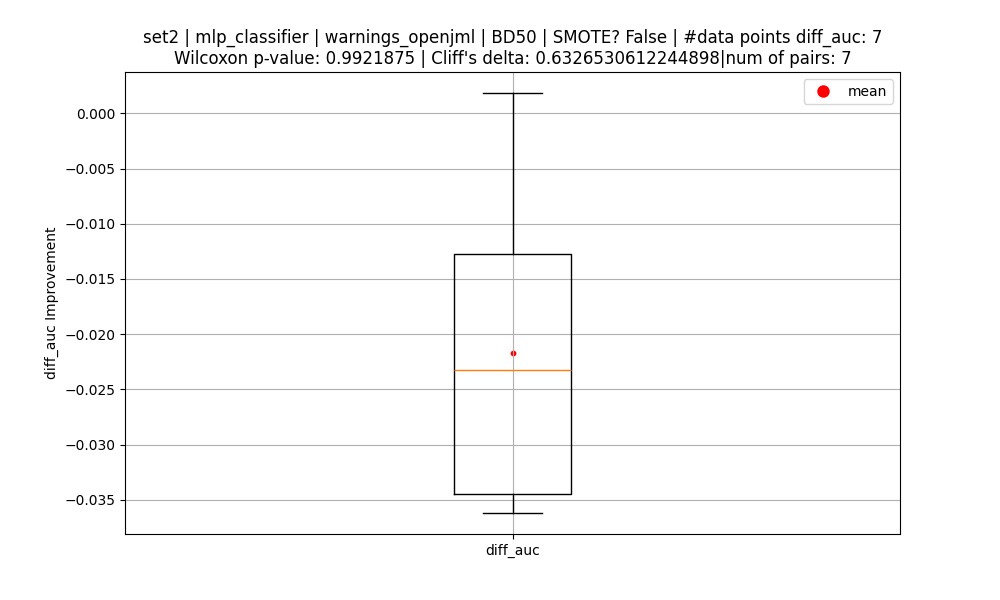 set2 | mlp_classifier | warnings_openjml | BD50 | SMOTE? False | #data points diff_auc: 7
Wilcoxon p-value: 0.9921875 | Cliff's delta: 0.6326530612244898|num of pairs: 7
mean
0.000
−0.005
−0.010
−0.015
−0.020
−0.025
−0.030
−0.035
diff_auc Improvement
diff_auc